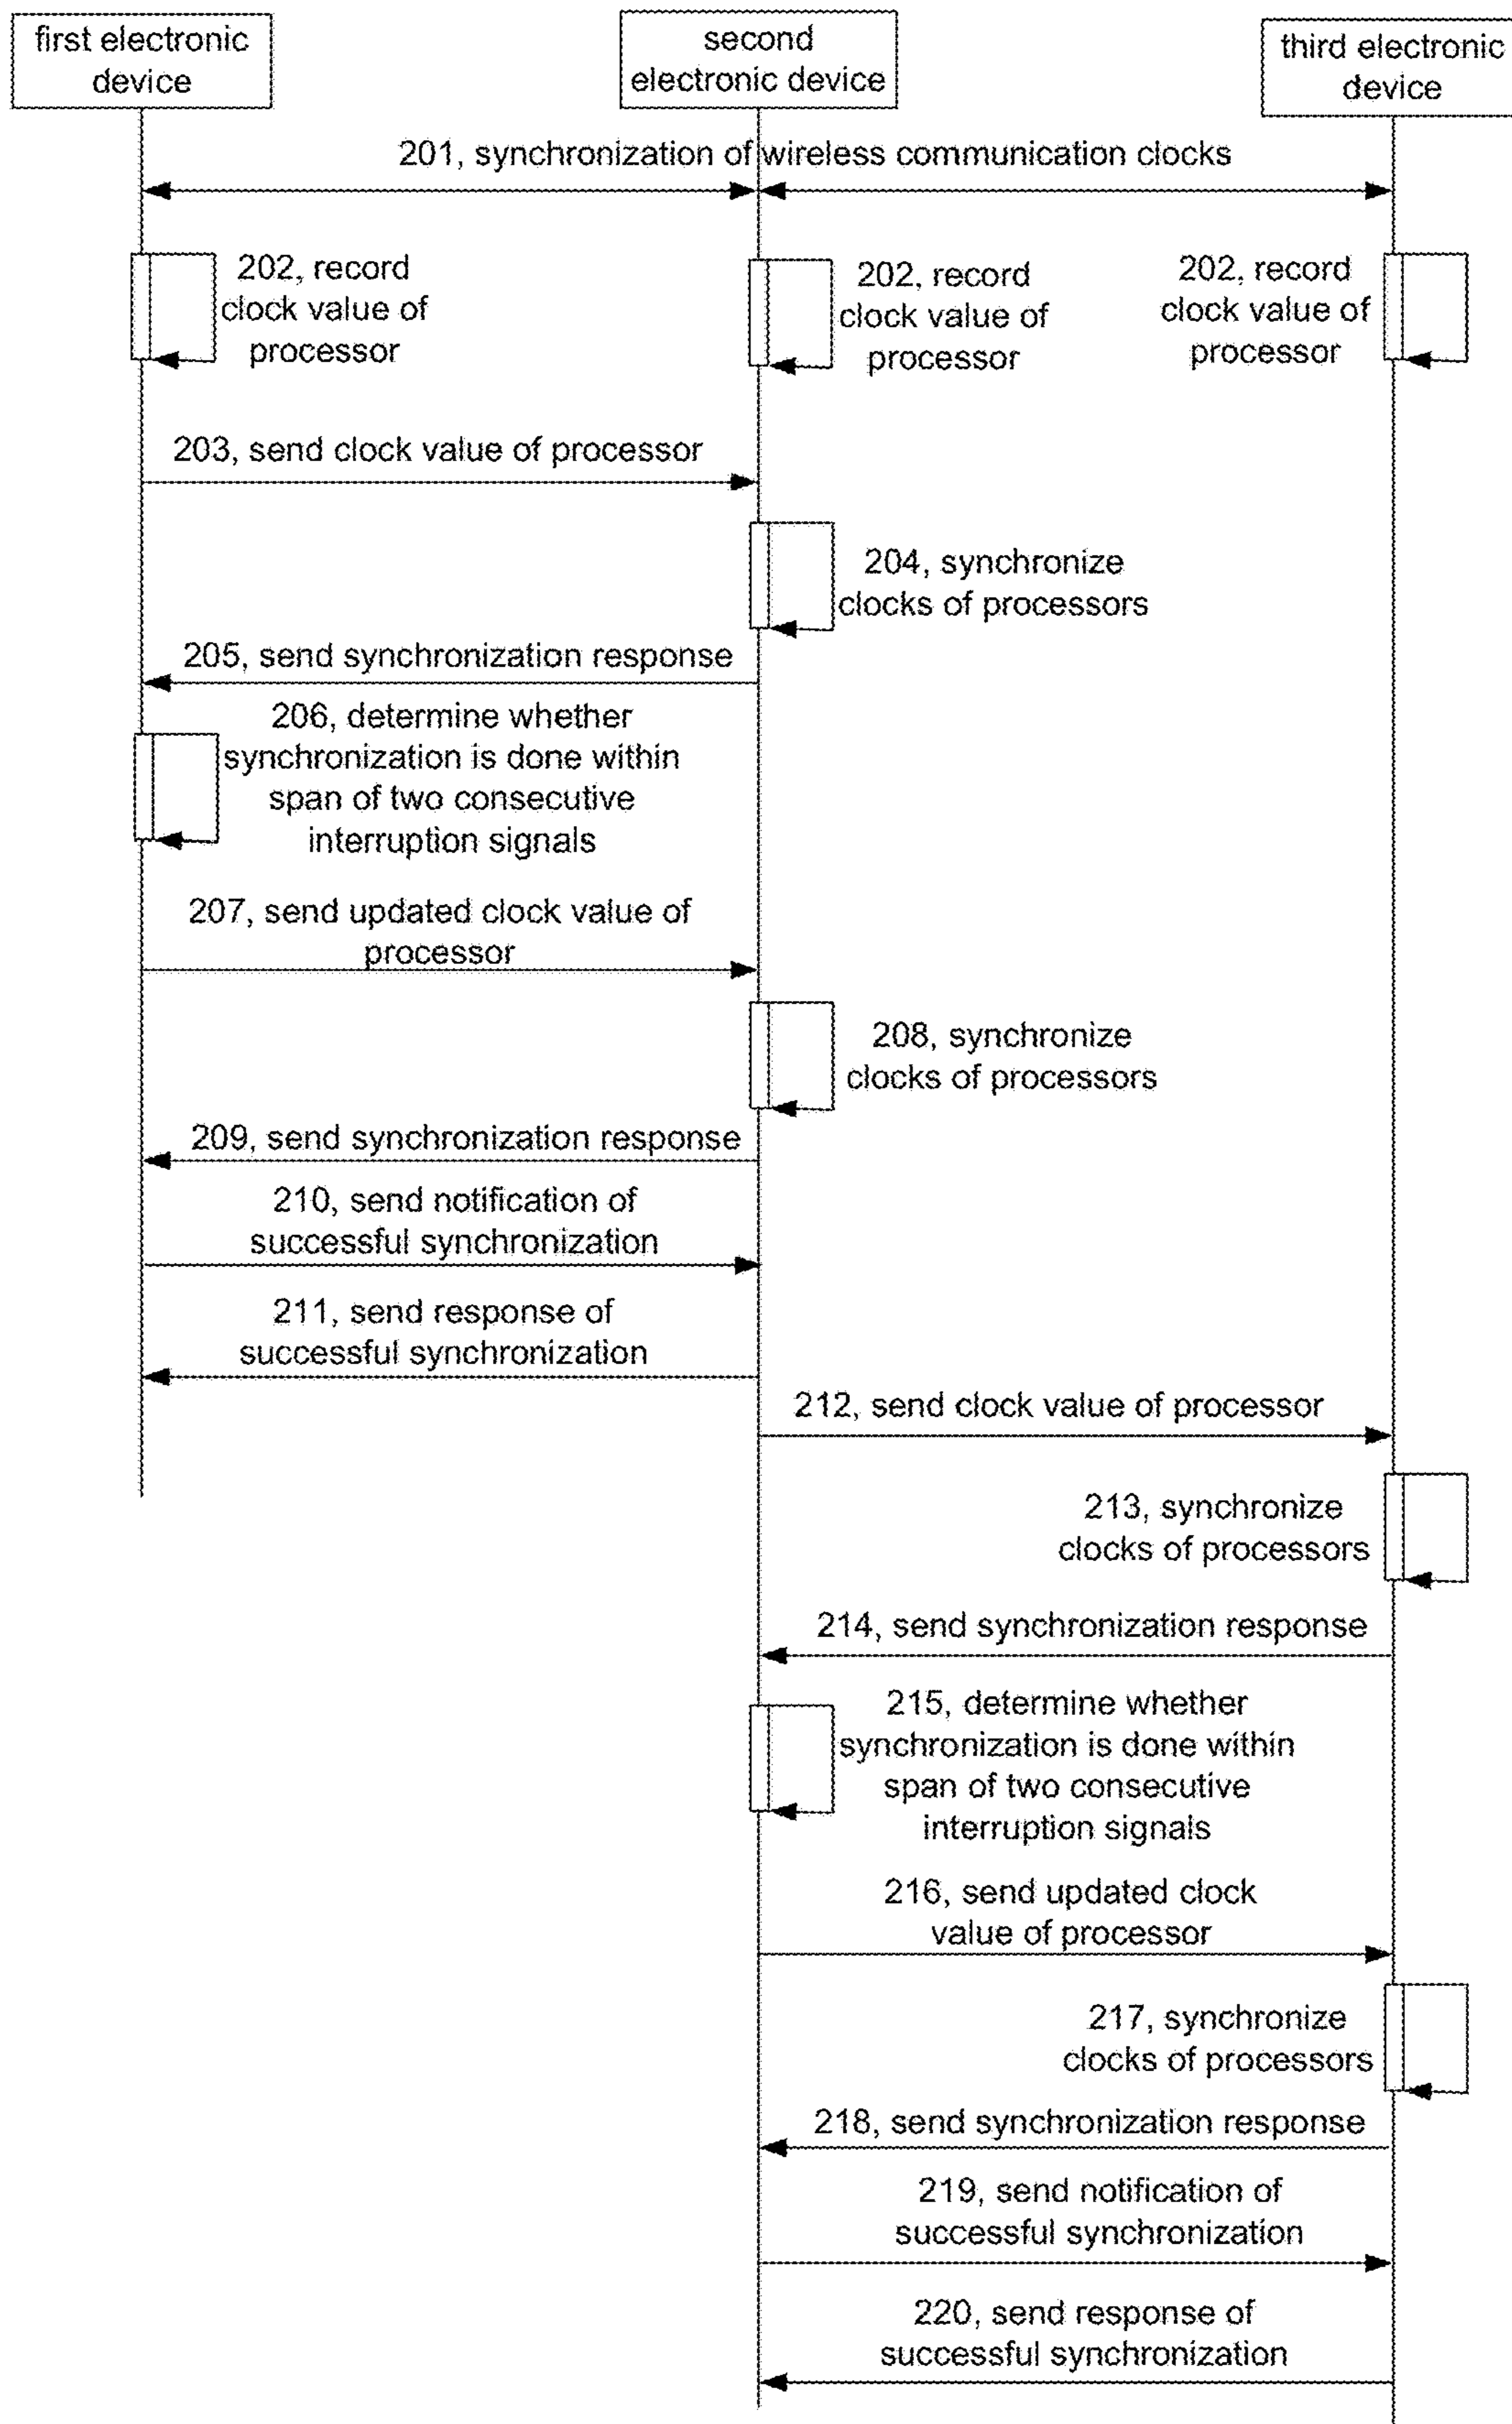 first electronic
device
second
electronic device
third electronic
device
201, synchronization of wireless communication clocks
202, record
clock value of
processor
202, record
clock value of
processor
202, record
clock value of
processor
203, send clock value of processor
204, synchronize
clocks of processors
205, send synchronization response
206, determine whether
synchronization is done within
span of two consecutive
interruption signals
207, send updated clock value of
processor
208, synchronize
clocks of processors
209, send synchronization response
210, send notification of
successful synchronization
211, send response of
successful synchronization
212, send clock value of processor
213, synchronize
clocks of processors
214, send synchronization response
215, determine whether
synchronization is done within
span of two consecutive
interruption signals
216, send updated clock
value of processor
217, synchronize
clocks of processors
218, send synchronization response
219, send notification of
successful synchronization
220, send response of
successful synchronization